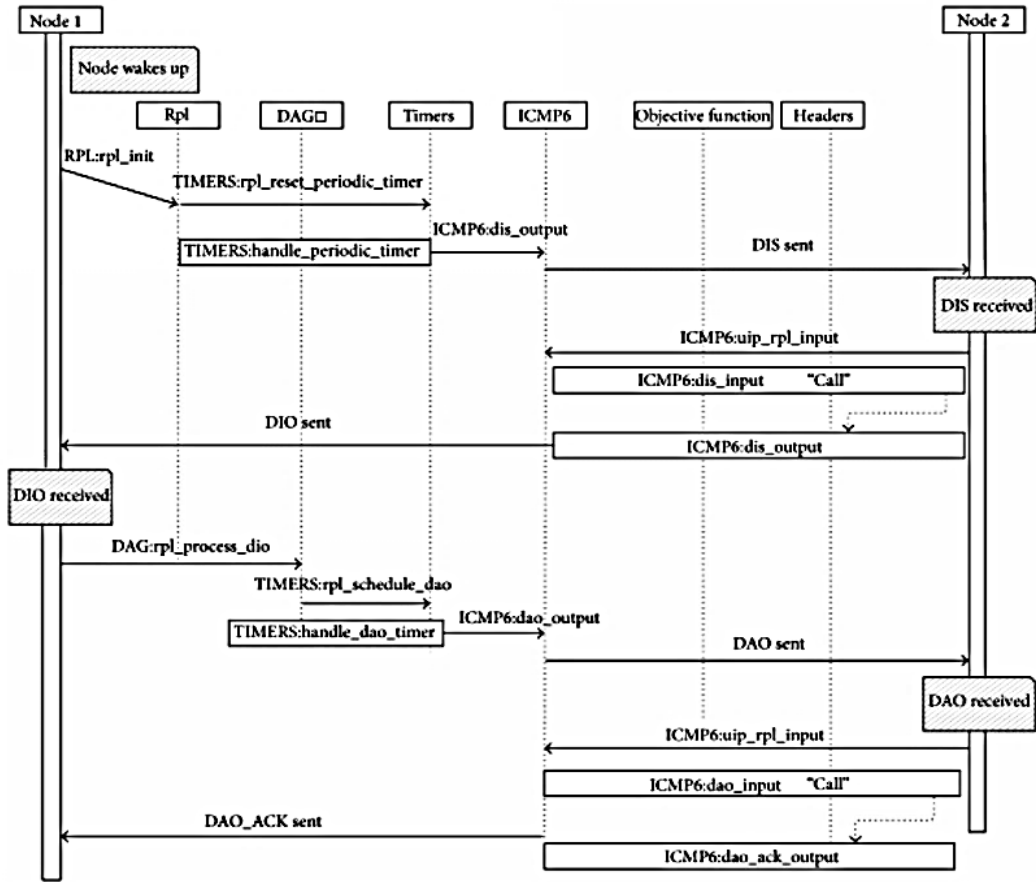 Node 1
Node 2
Node wakes up
Rpl
DAG□
Timers
ICMP6
Objective function
Headers
RPL:rpl_init
TIMERS:rpl_reset_periodic_timer
ICMP6:dis_output
TIMERS:handle_periodic_timer
DIS sent
DIS received
ICMP6:uip_rpl_input
ICMP6:dis_input "Call"
DIO sent
ICMP6:dis_output
DIO received
DAG:rpl_process_dio
TIMERS:rpl_schedule_dao
ICMP6:dao_output
TIMERS:handle_dao_timer
DAO sent
DAO received
ICMP6:uip_rpl_input
ICMP6:dao_input "Call"
DAO_ACK sent
ICMP6:dao_ack_output